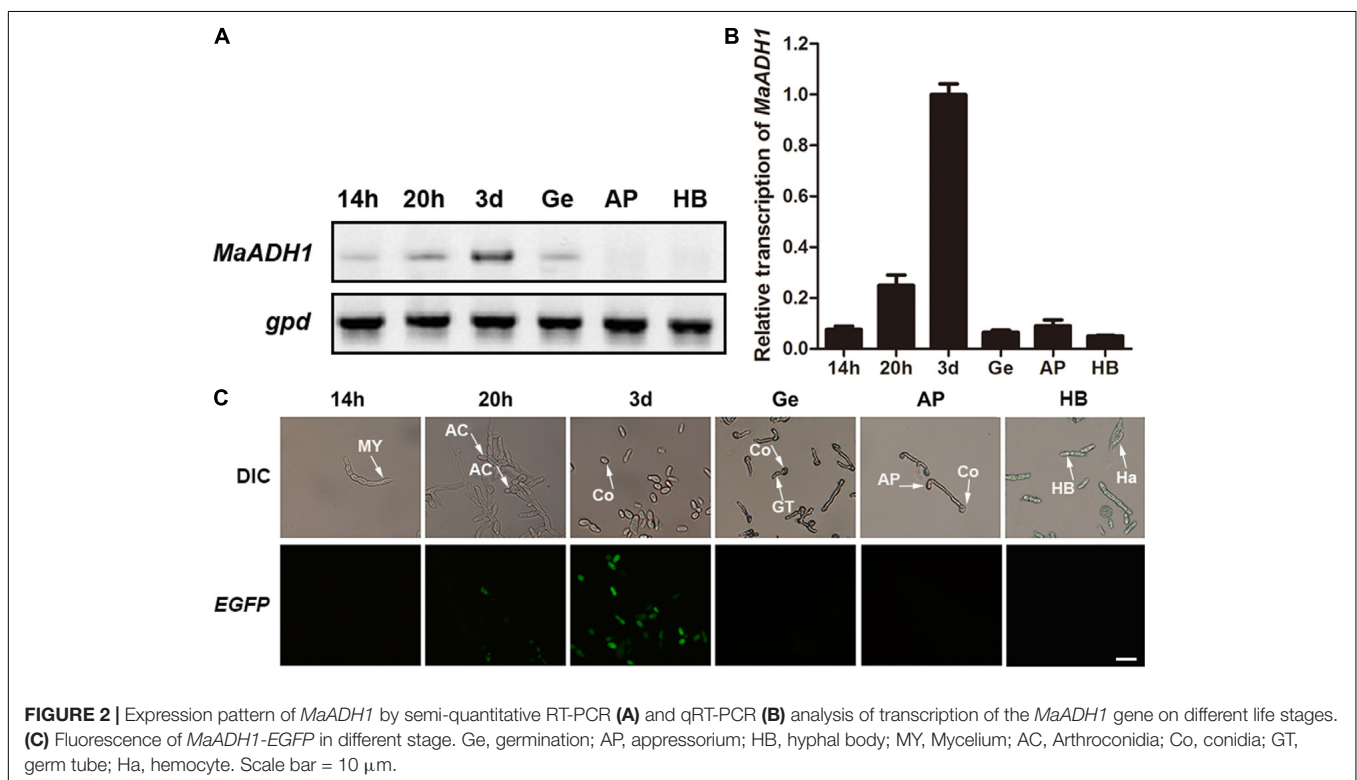 A
14h 20h 3d Ge AP HB
MaADH1
gpd
B
Relative transcription of MaADH1
1.2
1.0
0.8
0.6
0.4
0.2
0.0
14h 20h 3d Ge AP HB
C
14h 20h 3d Ge AP HB
DIC
MY
AC
AC
Co
Co
GT
AP
Co
HB
Ha
EGFP
FIGURE 2 | Expression pattern of MaADH1 by semi-quantitative RT-PCR (A) and qRT-PCR (B) analysis of transcription of the MaADH1 gene on different life stages.
(C) Fluorescence of MaADH1-EGFP in different stage. Ge, germination; AP, appressorium; HB, hyphal body; MY, Mycelium; AC, Arthroconidia; Co, conidia; GT,
germ tube; Ha, hemocyte. Scale bar = 10 μm.